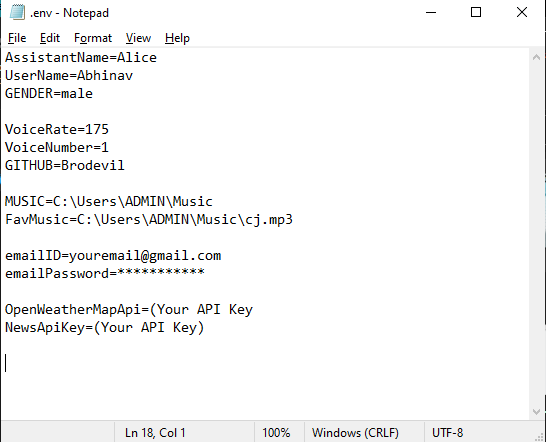 .env - Notepad
File Edit Format View Help
AssistantName=Alice
UserName=Abhinav
GENDER=male
VoiceRate=175
VoiceNumber=1
GITHUB=Brodevil
MUSIC=C:\Users\ADMIN\Music
FavMusic=C:\Users\ADMIN\Music\cj.mp3
emailID=youremail@gmail.com
emailPassword=***********
OpenWeatherMapApi=(Your API Key
NewsApiKey=(Your API Key)
Ln 18, Col 1 100% Windows (CRLF) UTF-8